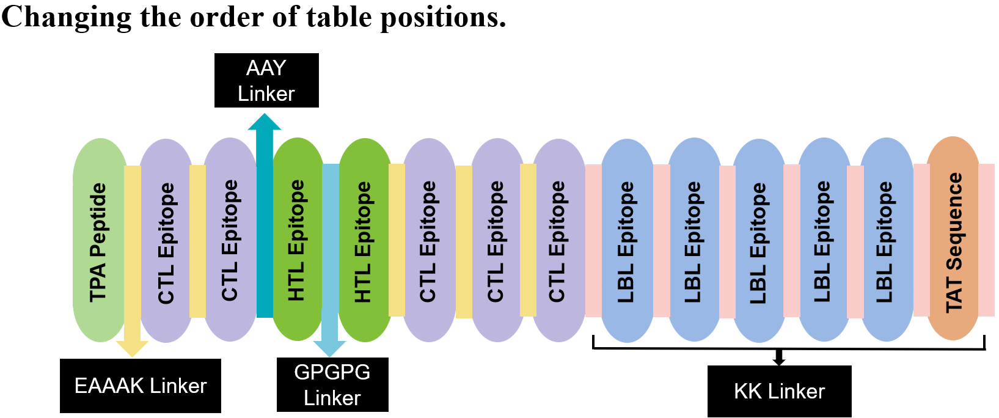 Changing the order of table positions.
AAY
Linker
TPA Peptide
CTL Epitope
CTL Epitope
HTL Epitope
HTL Epitope
CTL Epitope
CTL Epitope
CTL Epitope
LBL Epitope
LBL Epitope
LBL Epitope
LBL Epitope
LBL Epitope
TAT Sequence
EAAAK Linker
GPGPG
Linker
KK Linker